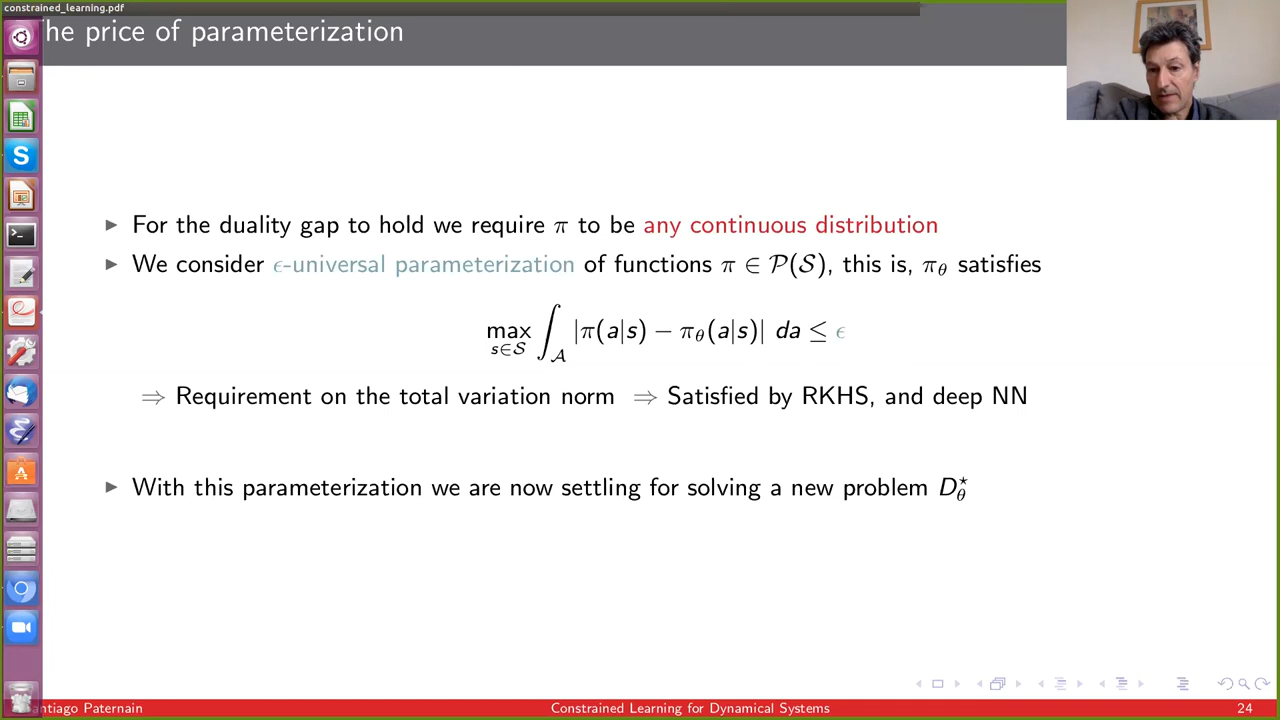 constrained_learning.pdf
he price of parameterization
▶ For the duality gap to hold we require π to be any continuous distribution
▶ We consider ϵ-universal parameterization of functions π ∈ 𝒫(𝒮), this is, π_θ satisfies
max_{s∈𝒮} ∫_𝒜 |π(a|s) − π_θ(a|s)| da ≤ ϵ
⇒ Requirement on the total variation norm ⇒ Satisfied by RKHS, and deep NN
▶ With this parameterization we are now settling for solving a new problem D_θ^⋆
S
A
antiago Paternain
Constrained Learning for Dynamical Systems
24